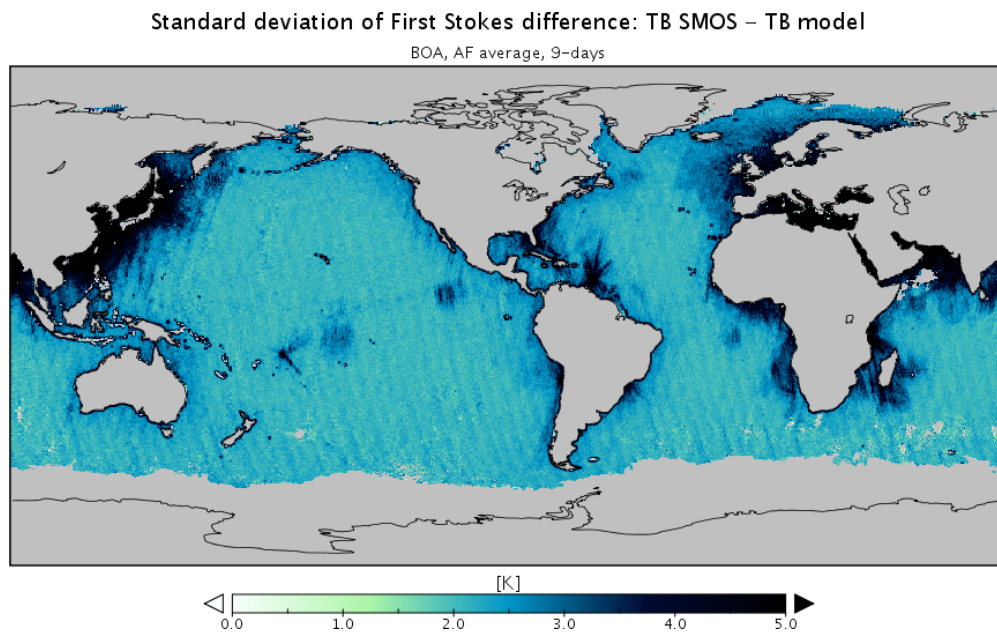 Standard deviation of First Stokes difference: TB SMOS – TB model
BOA, AF average, 9-days
[K]
0.0 1.0 2.0 3.0 4.0 5.0